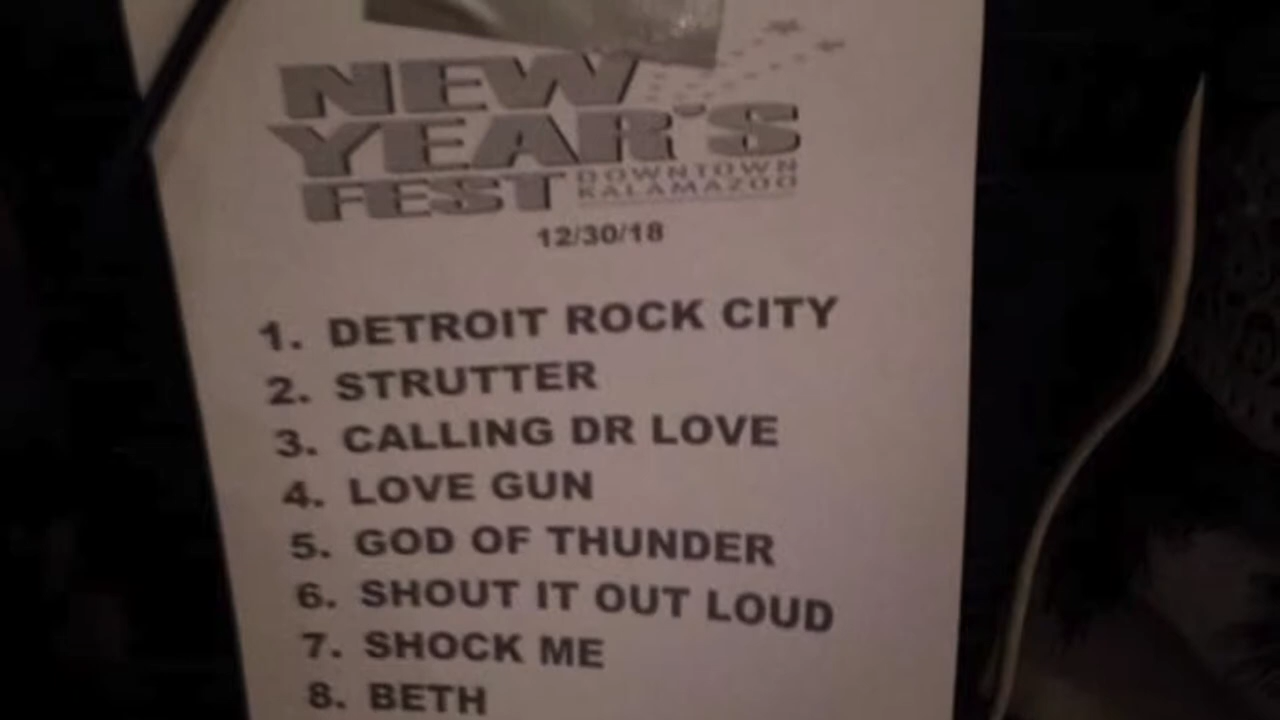 NEW
YEAR'S
FEST DOWNTOWN
KALAMAZOO
12/30/18
1. DETROIT ROCK CITY
2. STRUTTER
3. CALLING DR LOVE
4. LOVE GUN
5. GOD OF THUNDER
6. SHOUT IT OUT LOUD
7. SHOCK ME
8. BETH